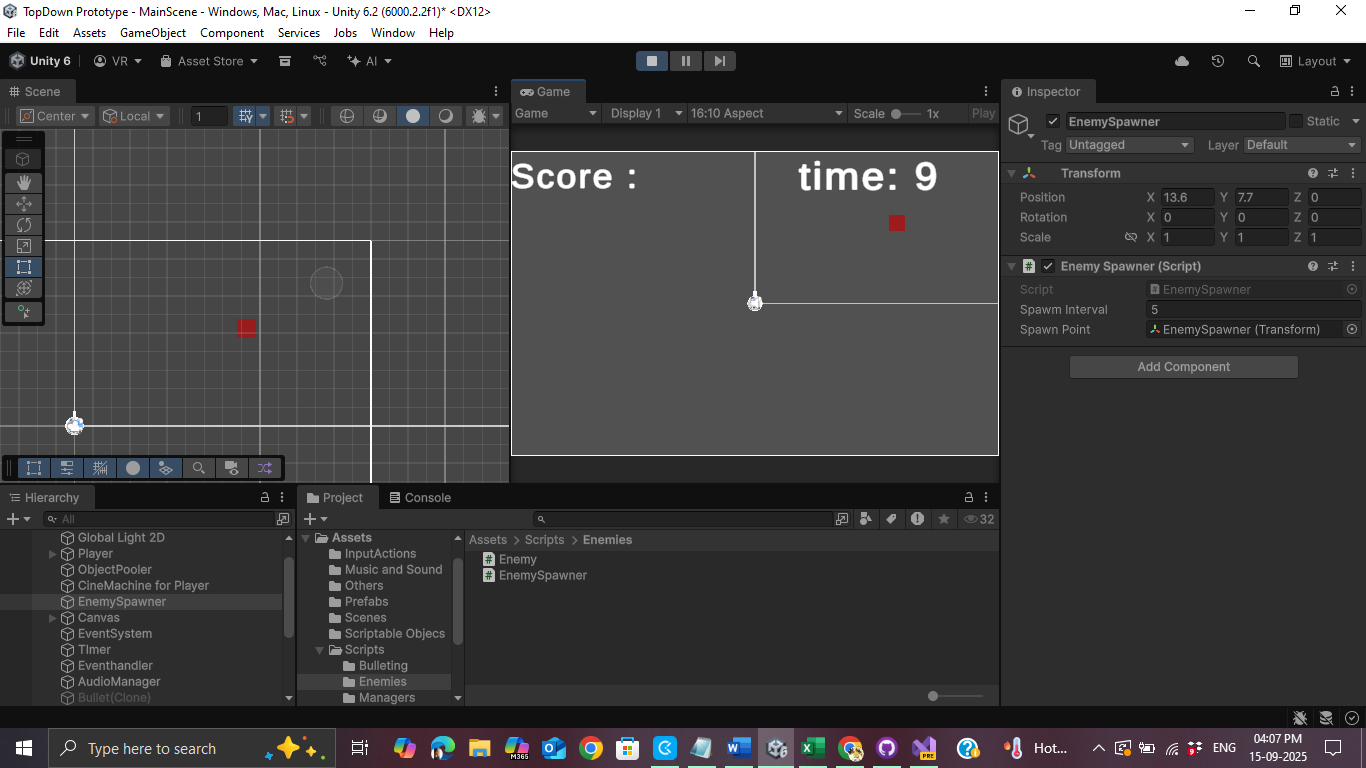 TopDown Prototype - MainScene - Windows, Mac, Linux - Unity 6.2 (6000.2.2f1)* <DX12>
File Edit Assets GameObject Component Services Jobs Window Help
Unity 6 VR Asset Store AI Layout
Scene
Center Local 1
Game
Game Display 1 16:10 Aspect Scale 1x Play
Score : time: 9
Inspector
EnemySpawner Static
Tag Untagged Layer Default
Transform
Position X 13.6 Y 7.7 Z 0
Rotation X 0 Y 0 Z 0
Scale X 1 Y 1 Z 1
# Enemy Spawner (Script)
Script # EnemySpawner
Spawm Interval 5
Spawn Point EnemySpawner (Transform)
Add Component
Hierarchy
All
Global Light 2D
Player
ObjectPooler
CineMachine for Player
EnemySpawner
Canvas
EventSystem
TImer
Eventhandler
AudioManager
Bullet(Clone)
Project Console
32
Assets
InputActions
Music and Sound
Others
Prefabs
Scenes
Scriptable Objecs
Scripts
Bulleting
Enemies
Managers
Assets > Scripts > Enemies
# Enemy
# EnemySpawner
Type here to search
M365
PRE
Hot...
ENG
04:07 PM
15-09-2025